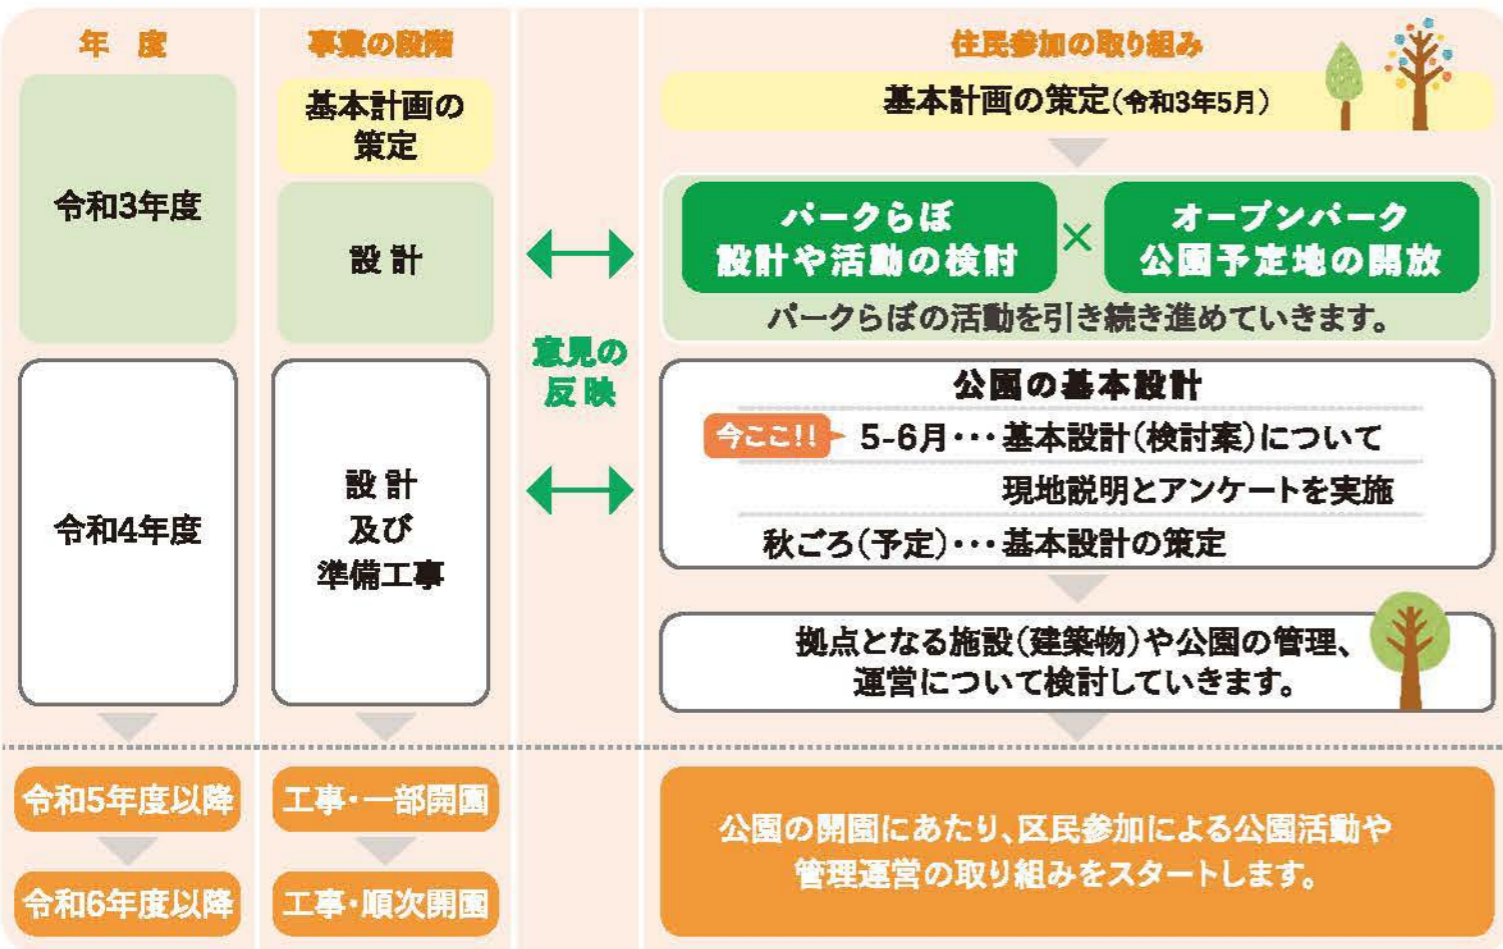 年 度
事業の段階
住民参加の取り組み
基本計画の
策定
基本計画の策定(令和3年5月)
令和3年度
設 計
パークらぼ
設計や活動の検討
×
オープンパーク
公園予定地の開放
パークらぼの活動を引き続き進めていきます。
意見の
反映
令和4年度
設 計
及び
準備工事
公園の基本設計
今ここ!!
5-6月・・・基本設計(検討案)について
現地説明とアンケートを実施
秋ごろ(予定)・・・基本設計の策定
拠点となる施設(建築物)や公園の管理、
運営について検討していきます。
令和5年度以降
工事・一部開園
令和6年度以降
工事・順次開園
公園の開園にあたり、区民参加による公園活動や
管理運営の取り組みをスタートします。